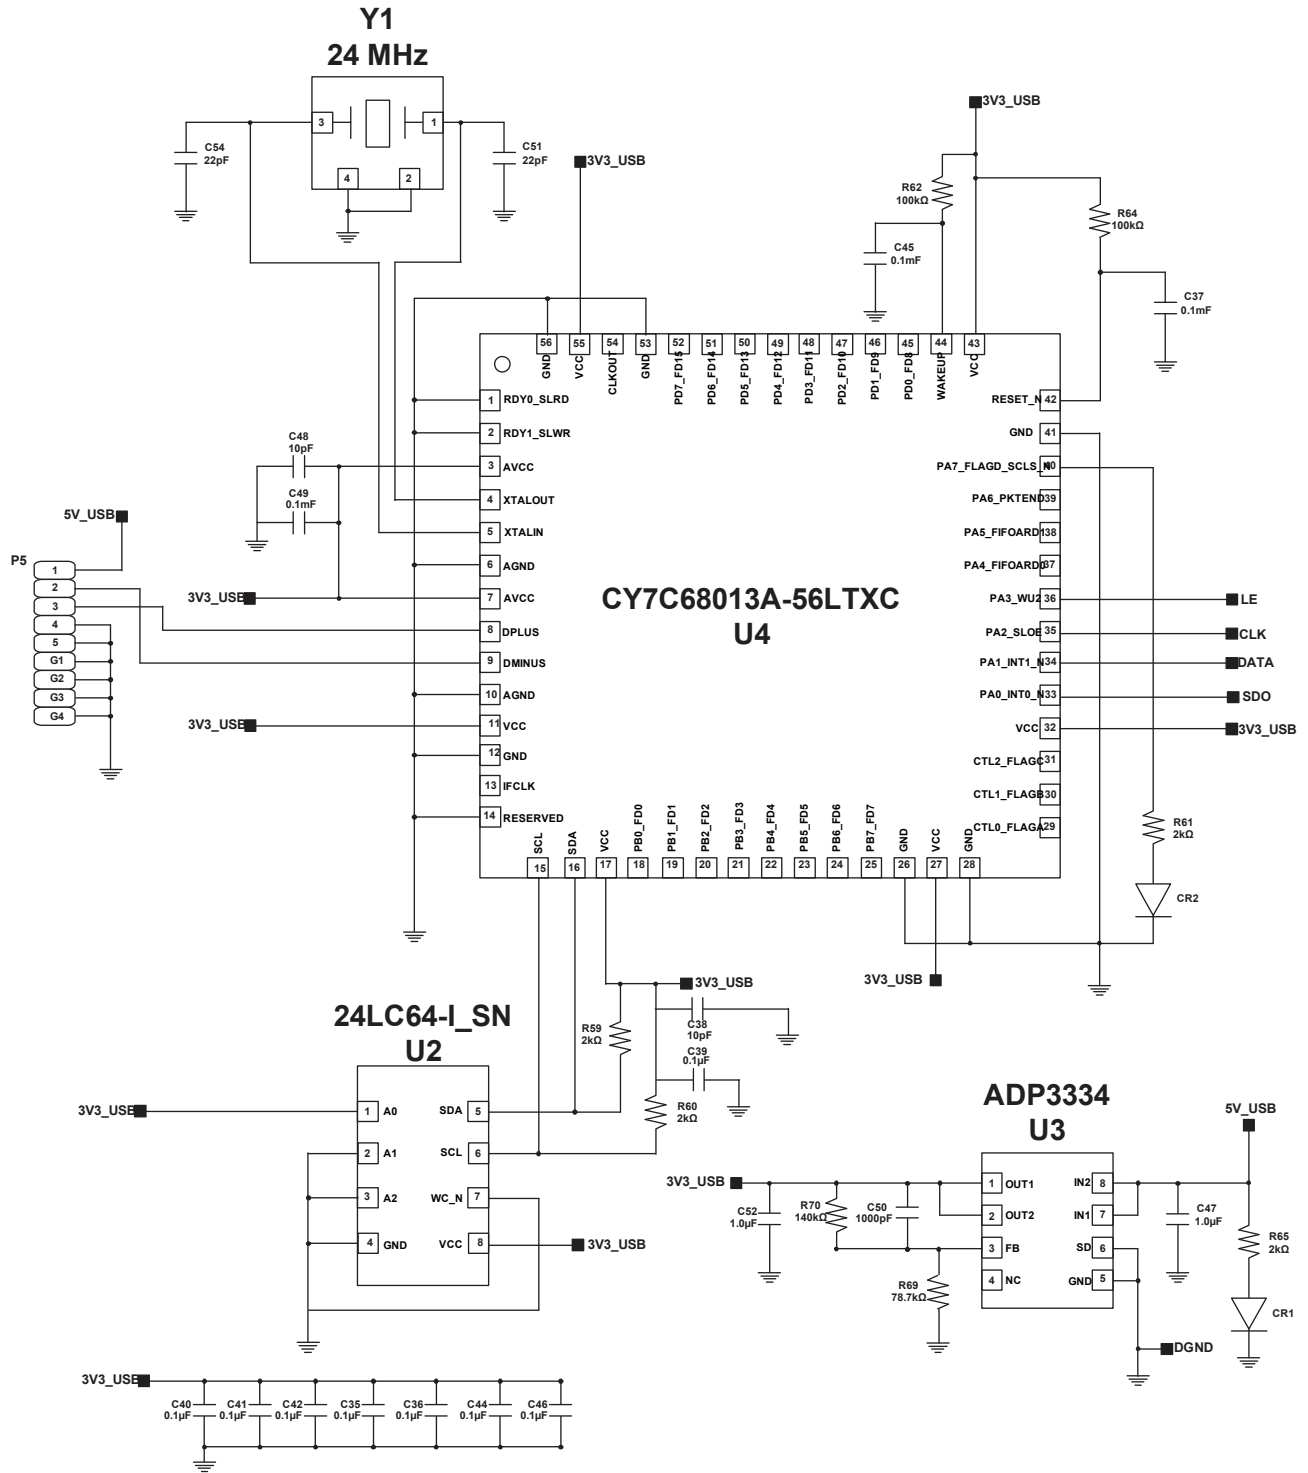 Y1
24 MHz
3
1
4
2
C54
22pF
C51
22pF
3V3_USB
3V3_USB
R62
100kΩ
R64
100kΩ
C45
0.1mF
C37
0.1mF
56
55
54
53
52
51
50
49
48
47
46
45
44
43
GND
VCC
CLKOUT
GND
PD7_FD15
PD6_FD14
PD5_FD13
PD4_FD12
PD3_FD11
PD2_FD10
PD1_FD9
PD0_FD8
WAKEUP
VCC
1 RDY0_SLRD
2 RDY1_SLWR
3 AVCC
4 XTALOUT
5 XTALIN
6 AGND
7 AVCC
8 DPLUS
9 DMINUS
10 AGND
11 VCC
12 GND
13 IFCLK
14 RESERVED
RESET_N 42
GND 41
PA7_FLAGD_SCLS_N 40
PA6_PKTEND 39
PA5_FIFOARD1 38
PA4_FIFOARD0 37
PA3_WU2 36
PA2_SLOE 35
PA1_INT1_N 34
PA0_INT0_N 33
VCC 32
CTL2_FLAGC 31
CTL1_FLAGB 30
CTL0_FLAGA 29
CY7C68013A-56LTXC
U4
C48
10pF
C49
0.1mF
5V_USB
P5
1
2
3
4
5
G1
G2
G3
G4
3V3_USB
3V3_USB
LE
CLK
DATA
SDO
3V3_USB
R61
2kΩ
CR2
SCL
SDA
VCC
PB0_FD0
PB1_FD1
PB2_FD2
PB3_FD3
PB4_FD4
PB5_FD5
PB6_FD6
PB7_FD7
GND
VCC
GND
15
16
17
18
19
20
21
22
23
24
25
26
27
28
3V3_USB
3V3_USB
C38
10pF
C39
0.1µF
R59
2kΩ
R60
2kΩ
24LC64-I_SN
U2
3V3_USB
1 A0
2 A1
3 A2
4 GND
SDA 5
SCL 6
WC_N 7
VCC 8
3V3_USB
ADP3334
U3
5V_USB
3V3_USB
C52
1.0µF
R70
140kΩ
C50
1000pF
R69
78.7kΩ
1 OUT1
2 OUT2
3 FB
4 NC
IN2 8
IN1 7
SD 6
GND 5
C47
1.0µF
R65
2kΩ
CR1
DGND
3V3_USB
C40
0.1µF
C41
0.1µF
C42
0.1µF
C35
0.1µF
C36
0.1µF
C44
0.1µF
C46
0.1µF